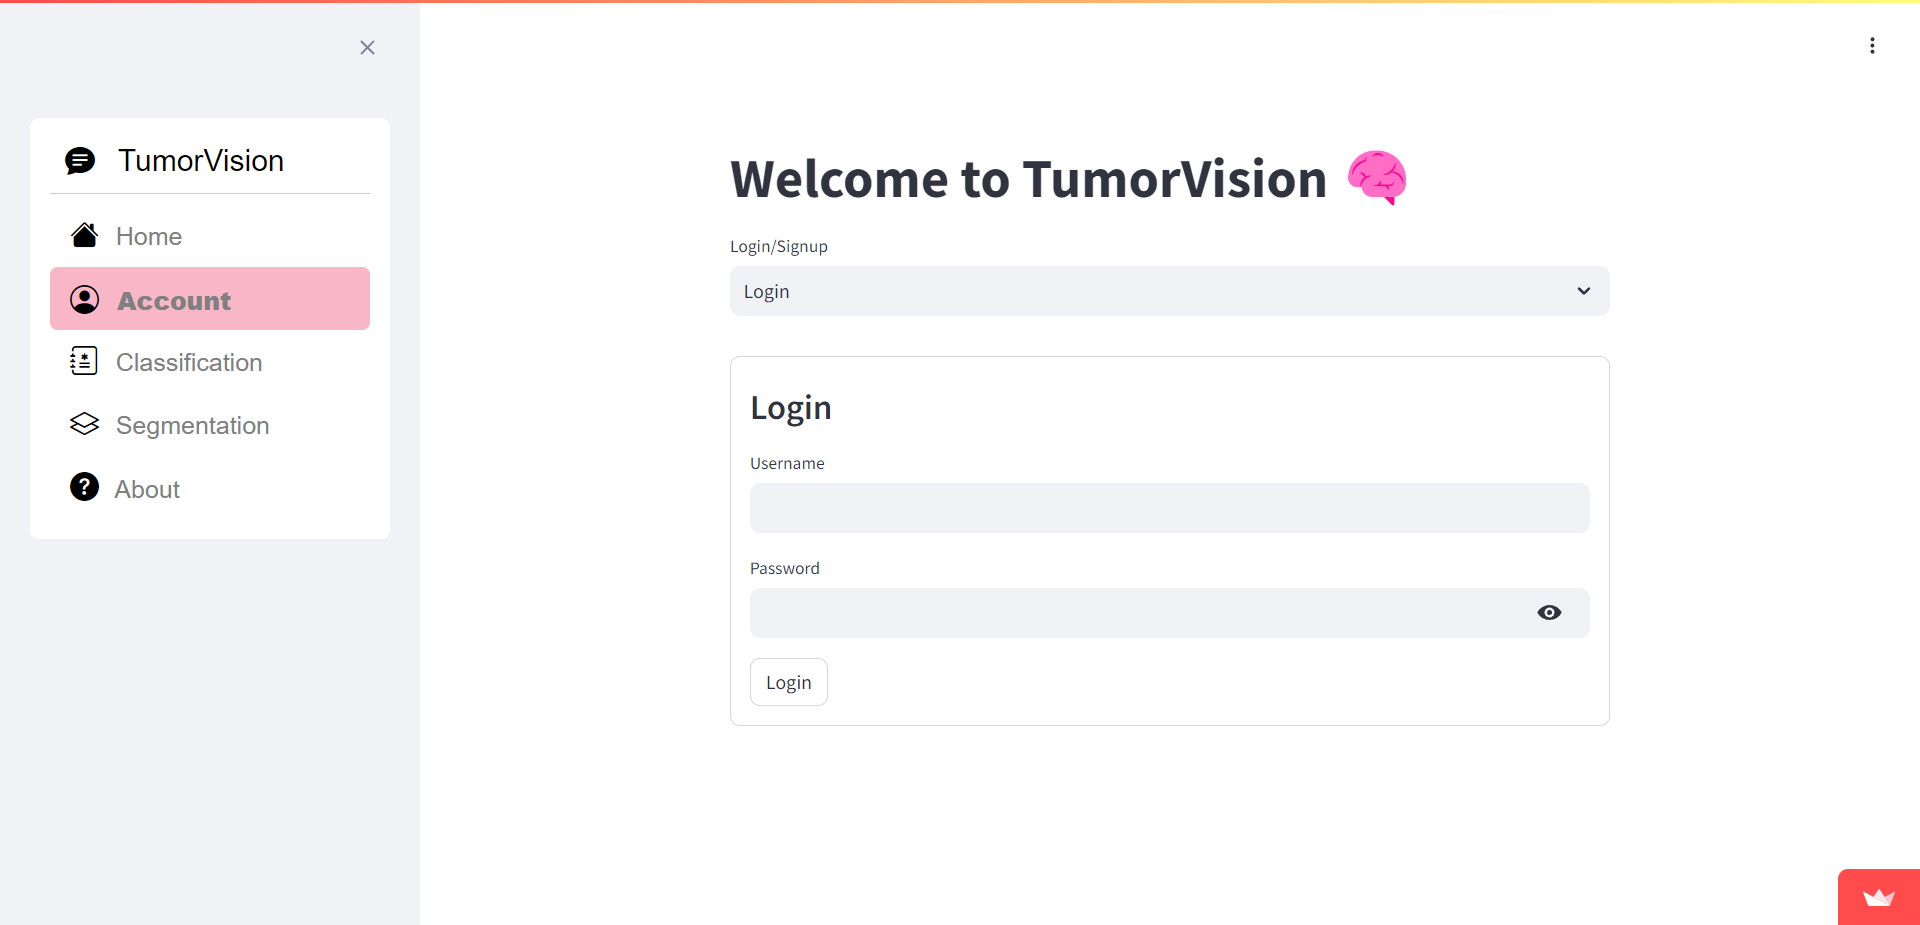 TumorVision
Home
Account
Classification
Segmentation
About
Welcome to TumorVision
Login/Signup
Login
Login
Username
Password
Login